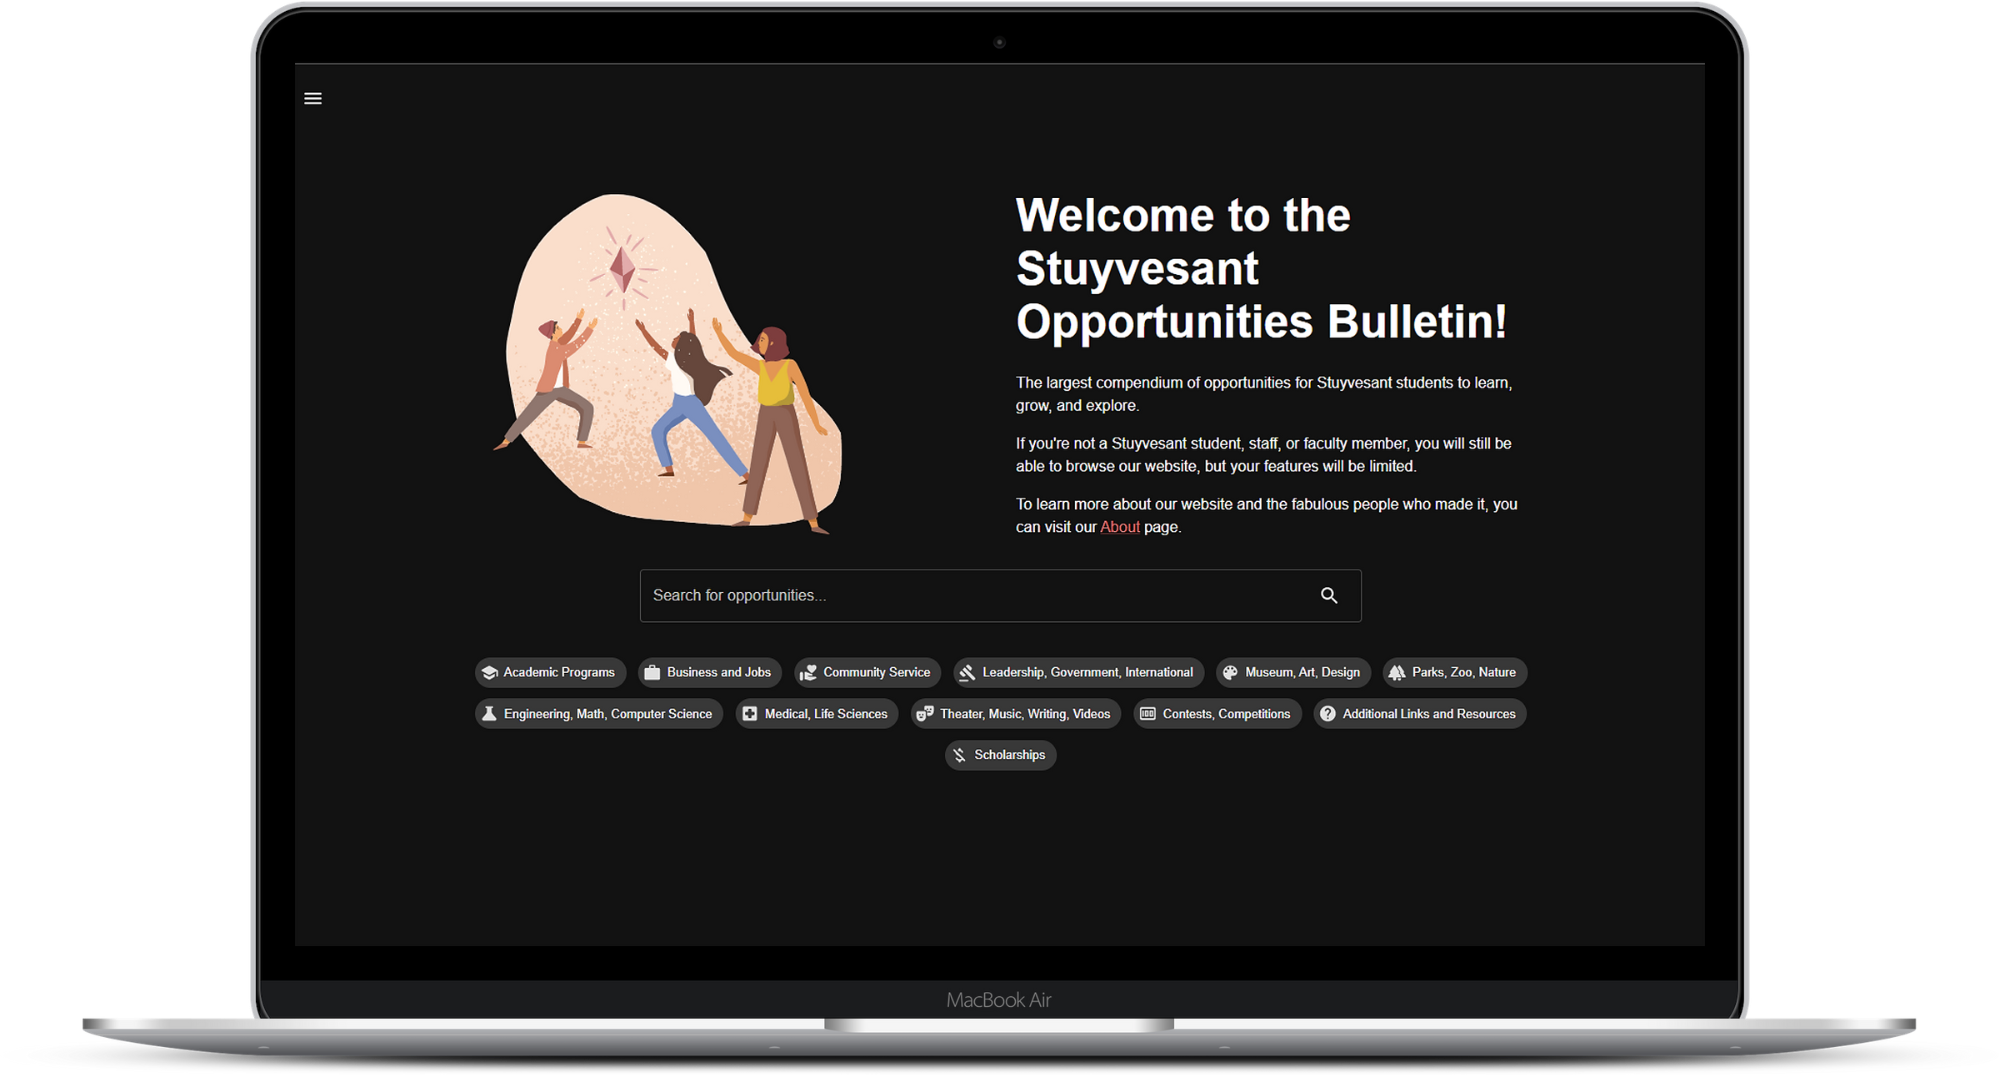 Welcome to the
Stuyvesant
Opportunities Bulletin!
The largest compendium of opportunities for Stuyvesant students to learn,
grow, and explore.
If you're not a Stuyvesant student, staff, or faculty member, you will still be
able to browse our website, but your features will be limited.
To learn more about our website and the fabulous people who made it, you
can visit our About page.
Search for opportunities...
Academic Programs
Business and Jobs
Community Service
Leadership, Government, International
Museum, Art, Design
Parks, Zoo, Nature
Engineering, Math, Computer Science
Medical, Life Sciences
Theater, Music, Writing, Videos
Contests, Competitions
Additional Links and Resources
Scholarships
MacBook Air